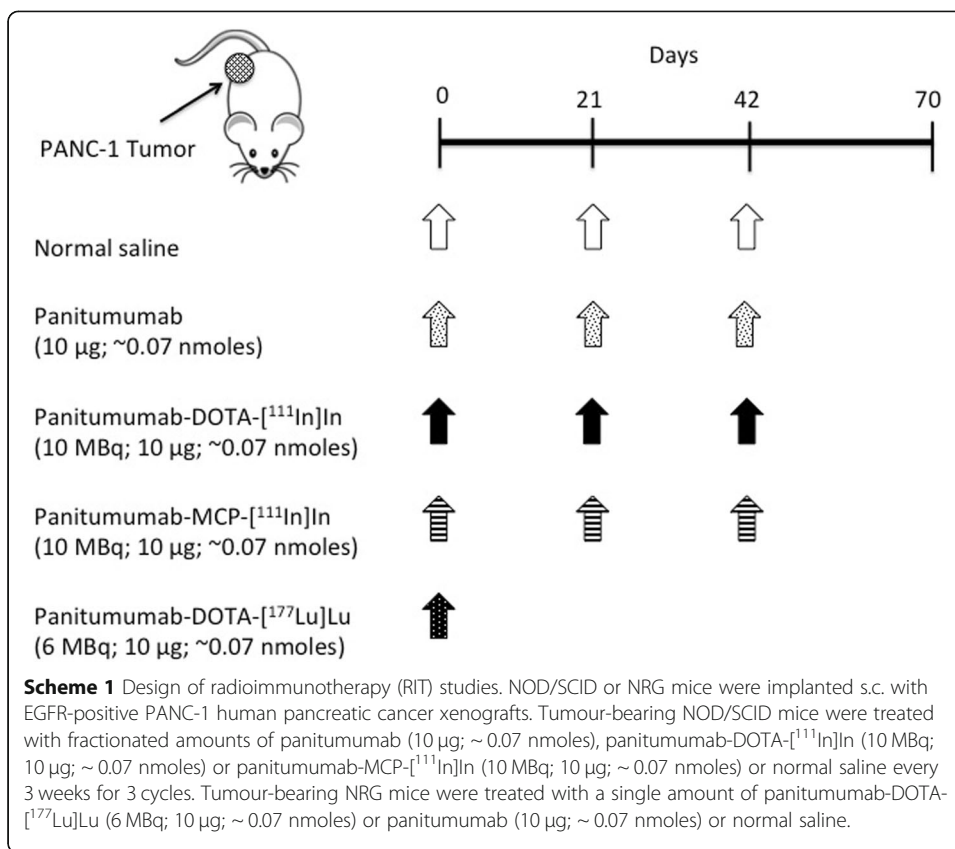 Days
0 21 42 70
PANC-1 Tumor
Normal saline
Panitumumab
(10 µg; ~0.07 nmoles)
Panitumumab-DOTA-[¹¹¹In]In
(10 MBq; 10 µg; ~0.07 nmoles)
Panitumumab-MCP-[¹¹¹In]In
(10 MBq; 10 µg; ~0.07 nmoles)
Panitumumab-DOTA-[¹⁷⁷Lu]Lu
(6 MBq; 10 µg; ~0.07 nmoles)
Scheme 1 Design of radioimmunotherapy (RIT) studies. NOD/SCID or NRG mice were implanted s.c. with
EGFR-positive PANC-1 human pancreatic cancer xenografts. Tumour-bearing NOD/SCID mice were treated
with fractionated amounts of panitumumab (10 µg; ~ 0.07 nmoles), panitumumab-DOTA-[¹¹¹In]In (10 MBq;
10 µg; ~ 0.07 nmoles) or panitumumab-MCP-[¹¹¹In]In (10 MBq; 10 µg; ~ 0.07 nmoles) or normal saline every
3 weeks for 3 cycles. Tumour-bearing NRG mice were treated with a single amount of panitumumab-DOTA-
[¹⁷⁷Lu]Lu (6 MBq; 10 µg; ~ 0.07 nmoles) or panitumumab (10 µg; ~ 0.07 nmoles) or normal saline.